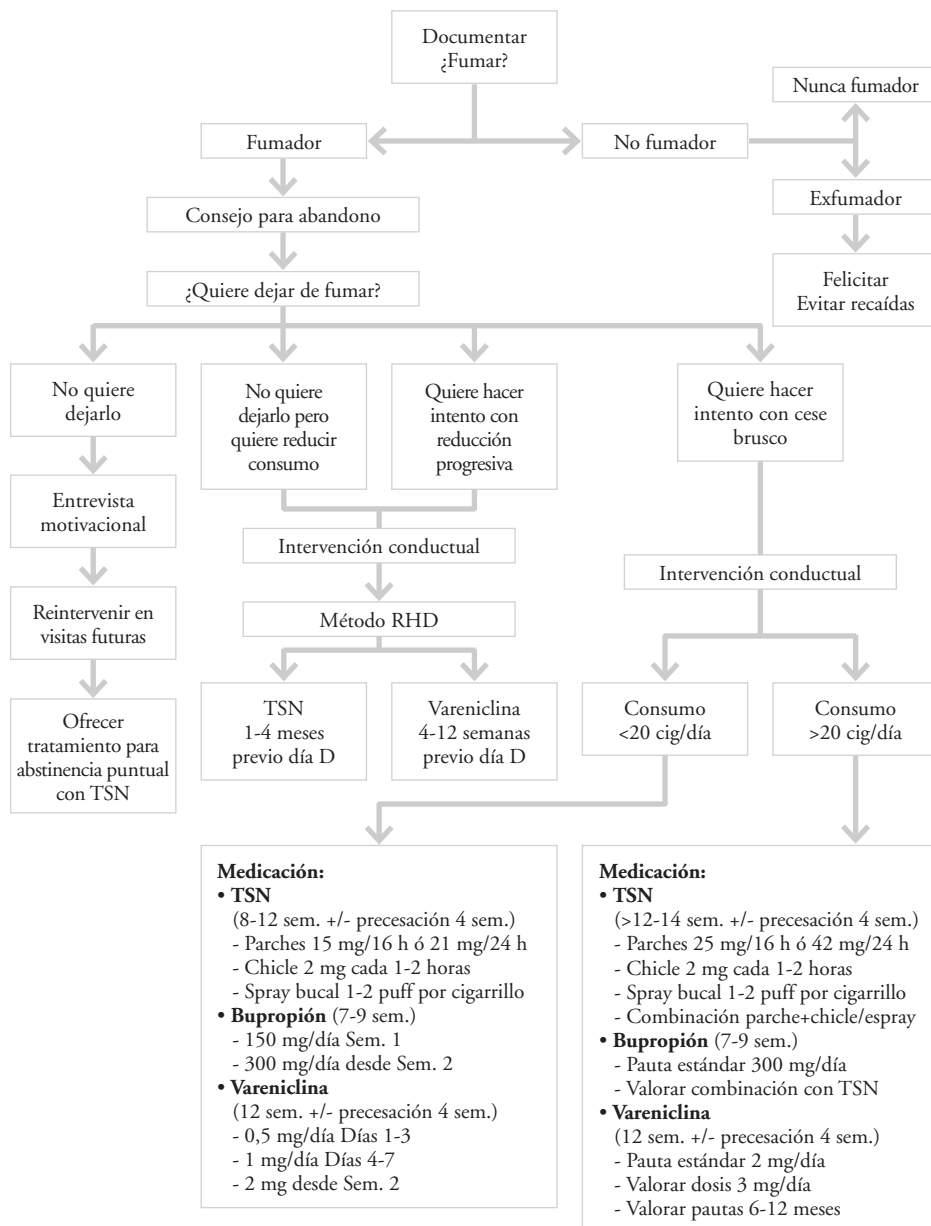 Documentar
¿Fumar?
Nunca fumador
Fumador
No fumador
Consejo para abandono
Exfumador
¿Quiere dejar de fumar?
Felicitar
Evitar recaídas
No quiere
dejarlo
No quiere
dejarlo pero
quiere reducir
consumo
Quiere hacer
intento con
reducción
progresiva
Quiere hacer
intento con cese
brusco
Entrevista
motivacional
Intervención conductual
Intervención conductual
Reintervenir en
visitas futuras
Método RHD
Ofrecer
tratamiento para
abstinencia puntual
con TSN
TSN
1-4 meses
previo día D
Vareniclina
4-12 semanas
previo día D
Consumo
<20 cig/día
Consumo
>20 cig/día
Medicación:
• TSN
(8-12 sem. +/- precesación 4 sem.)
- Parches 15 mg/16 h ó 21 mg/24 h
- Chicle 2 mg cada 1-2 horas
- Spray bucal 1-2 puff por cigarrillo
• Bupropión (7-9 sem.)
- 150 mg/día Sem. 1
- 300 mg/día desde Sem. 2
• Vareniclina
(12 sem. +/- precesación 4 sem.)
- 0,5 mg/día Días 1-3
- 1 mg/día Días 4-7
- 2 mg desde Sem. 2
Medicación:
• TSN
(>12-14 sem. +/- precesación 4 sem.)
- Parches 25 mg/16 h ó 42 mg/24 h
- Chicle 2 mg cada 1-2 horas
- Spray bucal 1-2 puff por cigarrillo
- Combinación parche+chicle/espray
• Bupropión (7-9 sem.)
- Pauta estándar 300 mg/día
- Valorar combinación con TSN
• Vareniclina
(12 sem. +/- precesación 4 sem.)
- Pauta estándar 2 mg/día
- Valorar dosis 3 mg/día
- Valorar pautas 6-12 meses